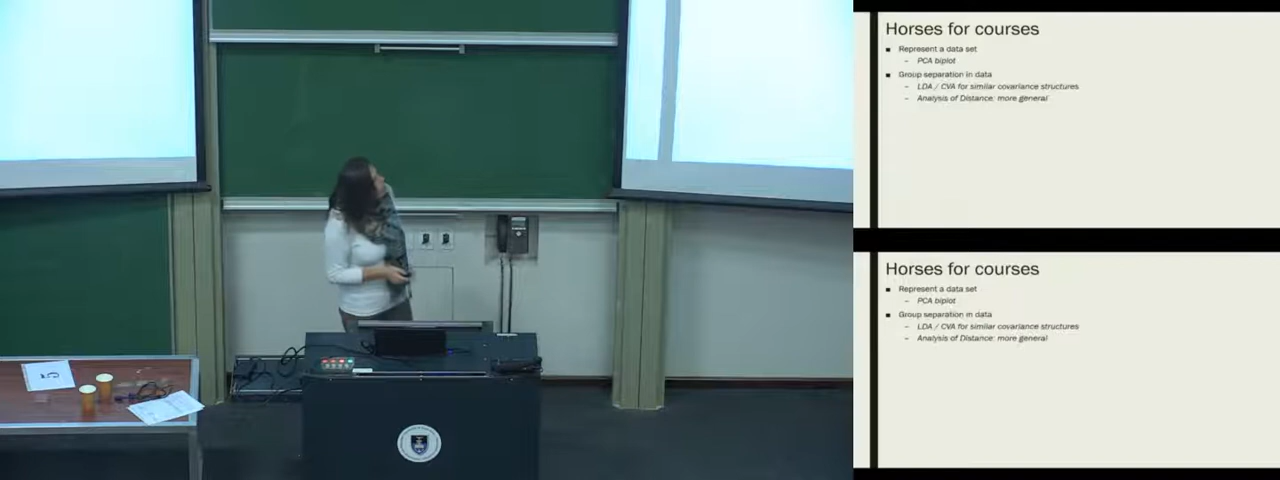 Horses for courses
Represent a data set
– PCA biplot
Group separation in data
– LDA / CVA for similar covariance structures
– Analysis of Distance: more general
Horses for courses
Represent a data set
– PCA biplot
Group separation in data
– LDA / CVA for similar covariance structures
– Analysis of Distance: more general
5